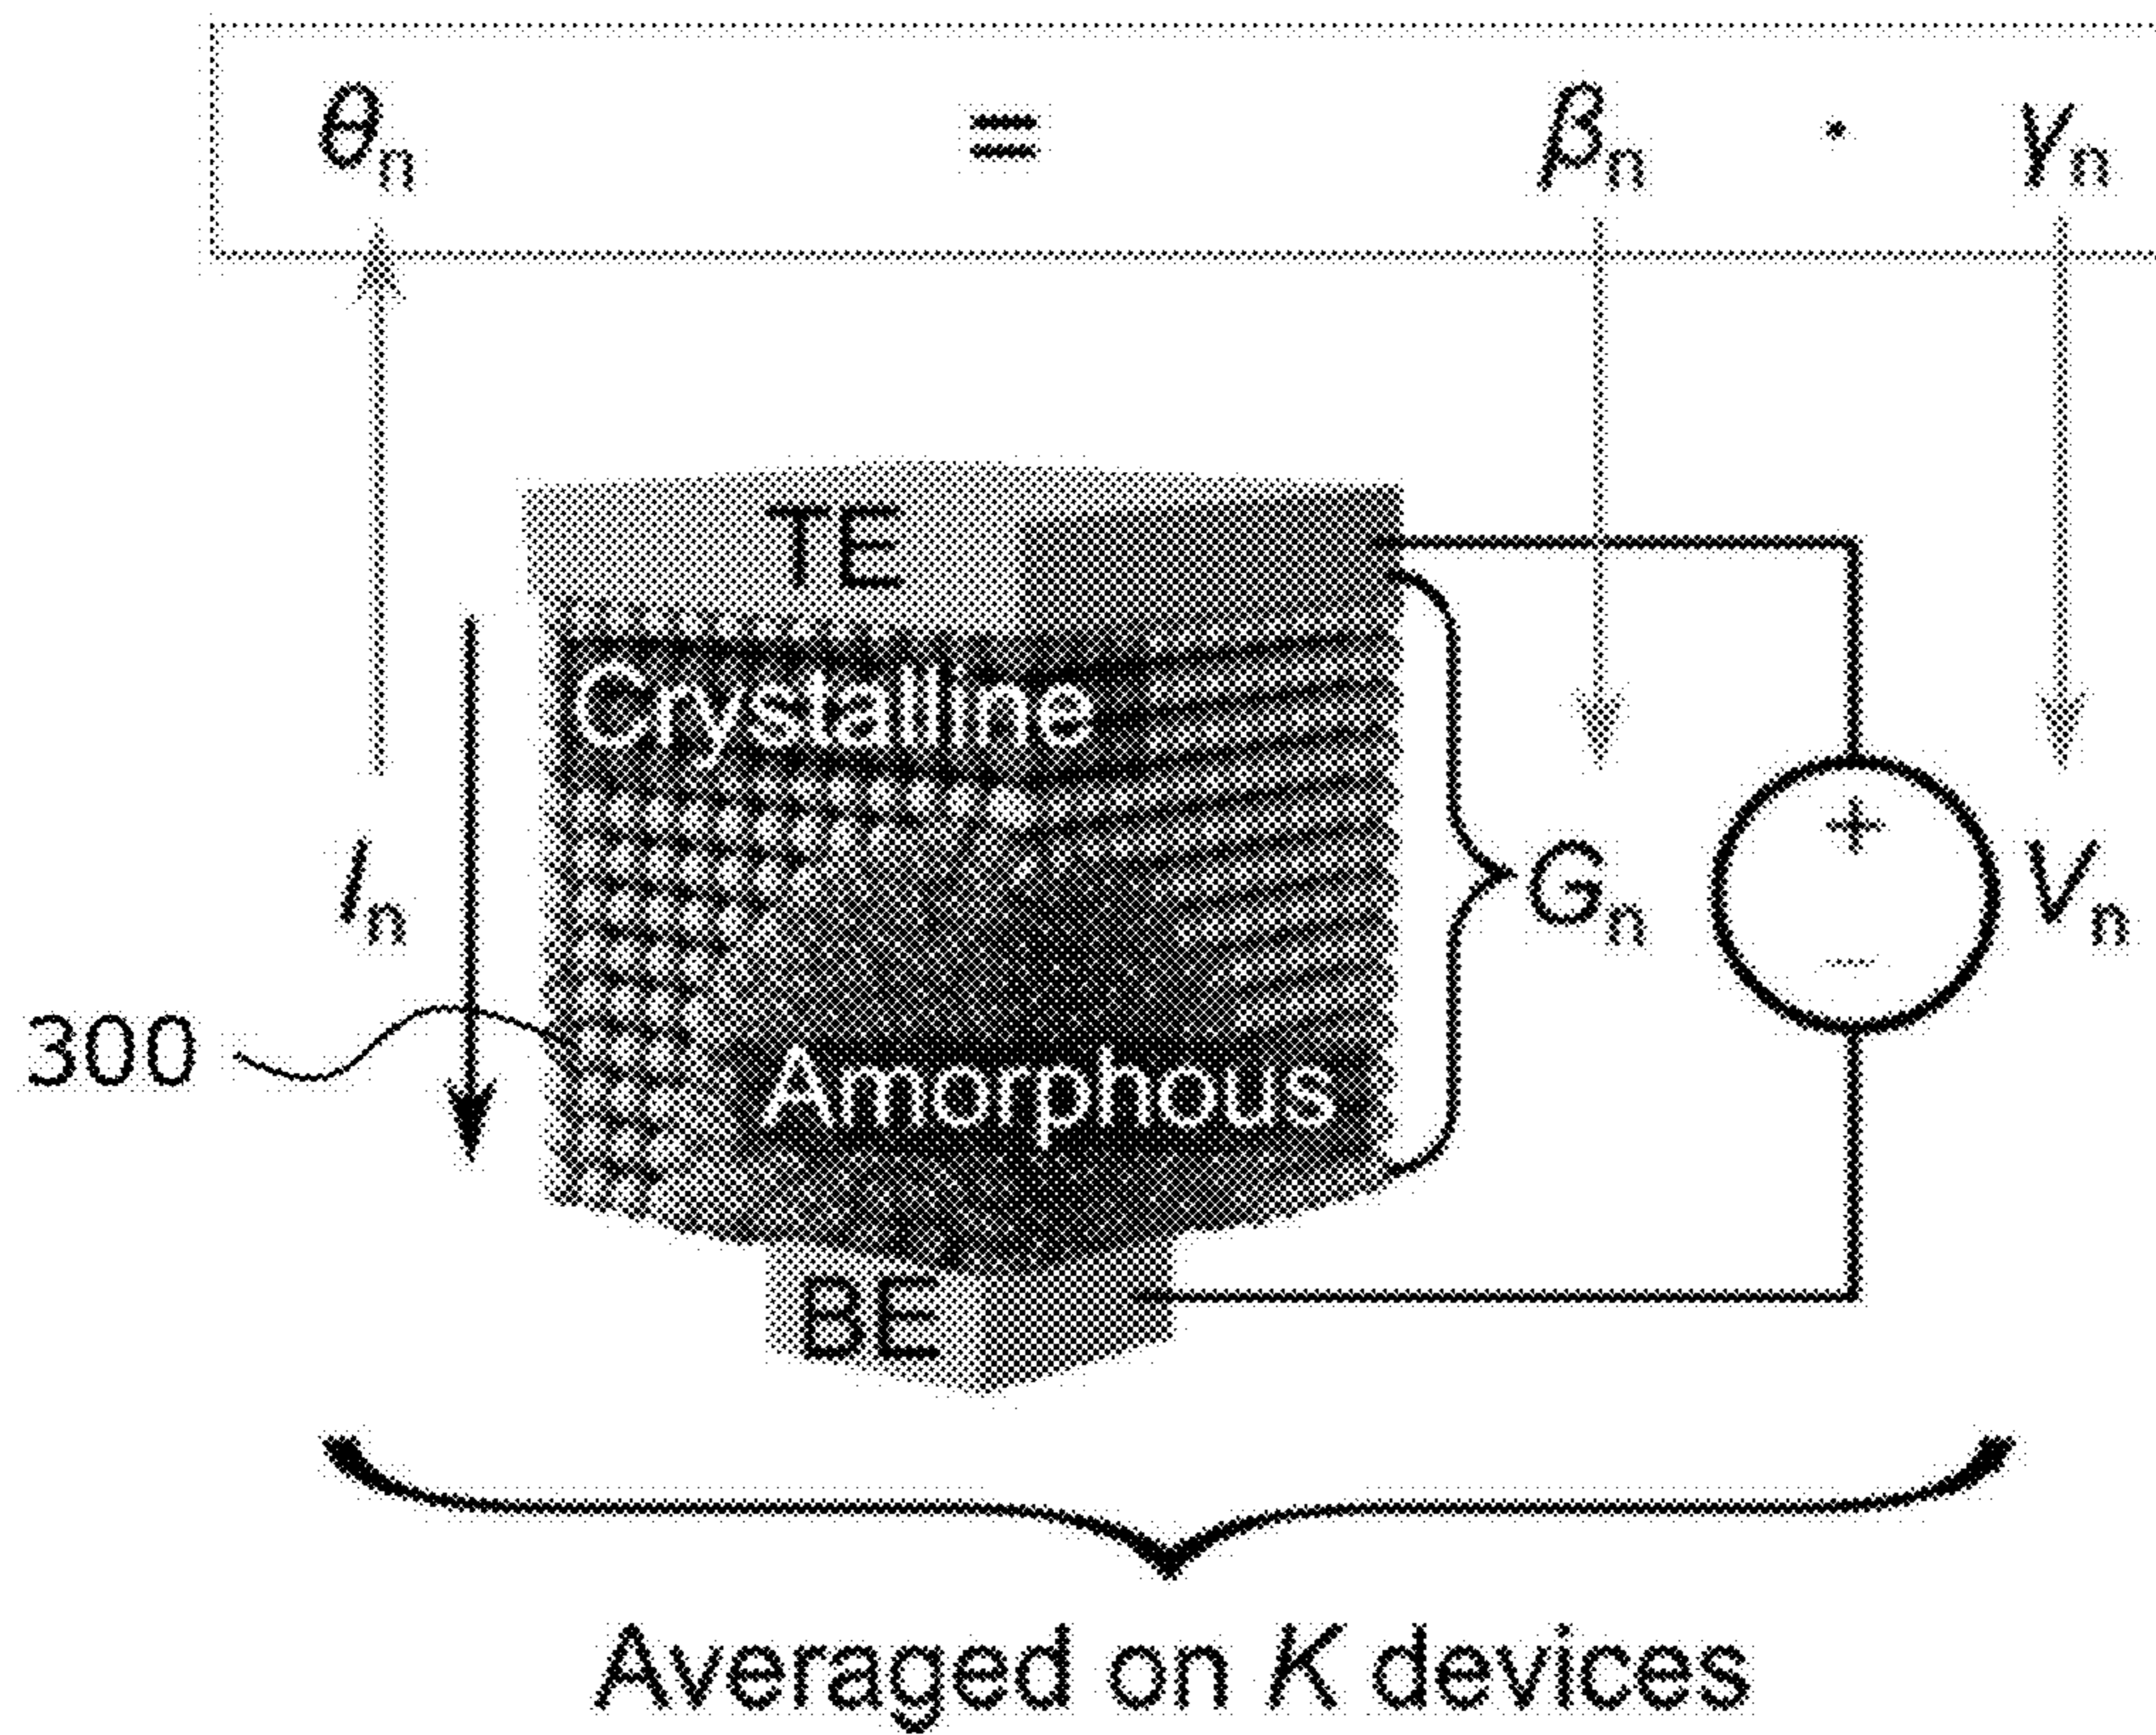 θn = βn · γn
TE
Crystalline
In
Gn
+
−
Vn
300
Amorphous
BE
Averaged on K devices